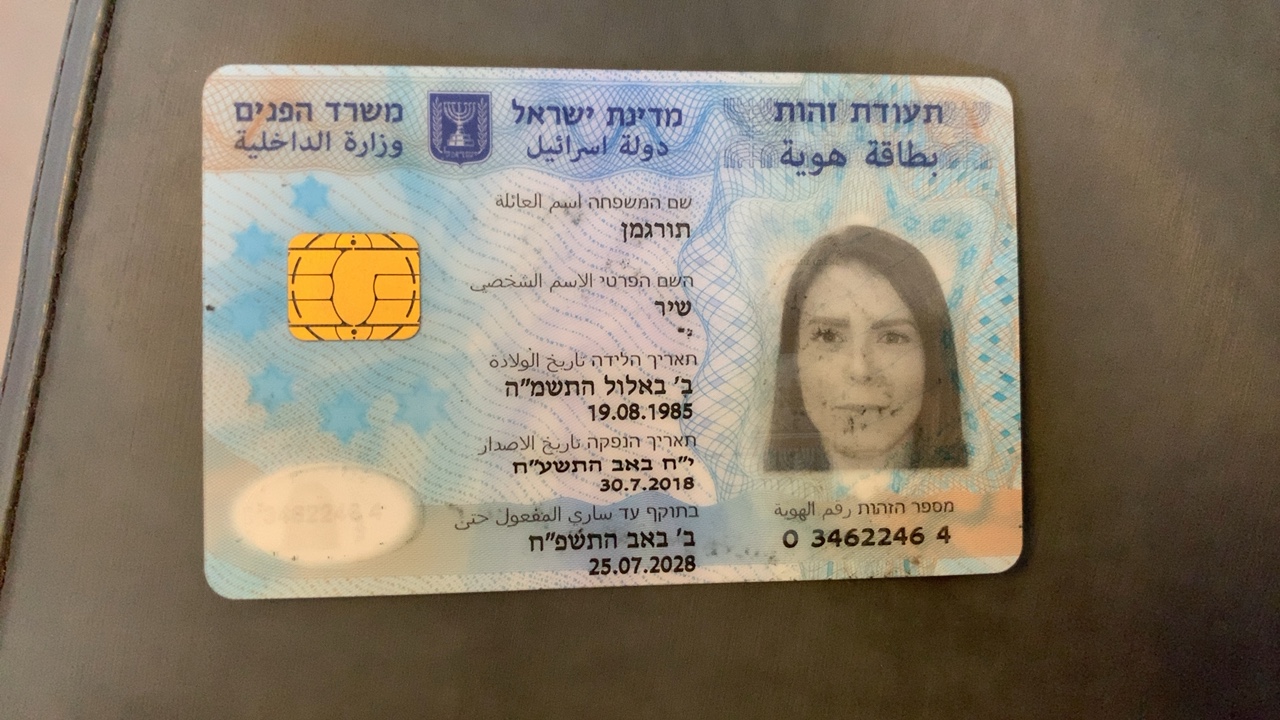 תעודת זהות
بطاقة هوية
מדינת ישראל
دولة اسرائيل
משרד הפנים
وزارة الداخلية
שם המשפחה اسم العائلة
תורגמן
השם הפרטי الاسم الشخصي
שיר
תאריך הלידה تاريخ الولادة
ב' באלול התשמ"ה
19.08.1985
תאריך הנפקה تاريخ الاصدار
י"ח באב התשע"ח
30.7.2018
בתוקף עד ساري المفعول حتى
ב' באב התשפ"ח
25.07.2028
מספר הזהות رقم الهوية
0 3462246 4